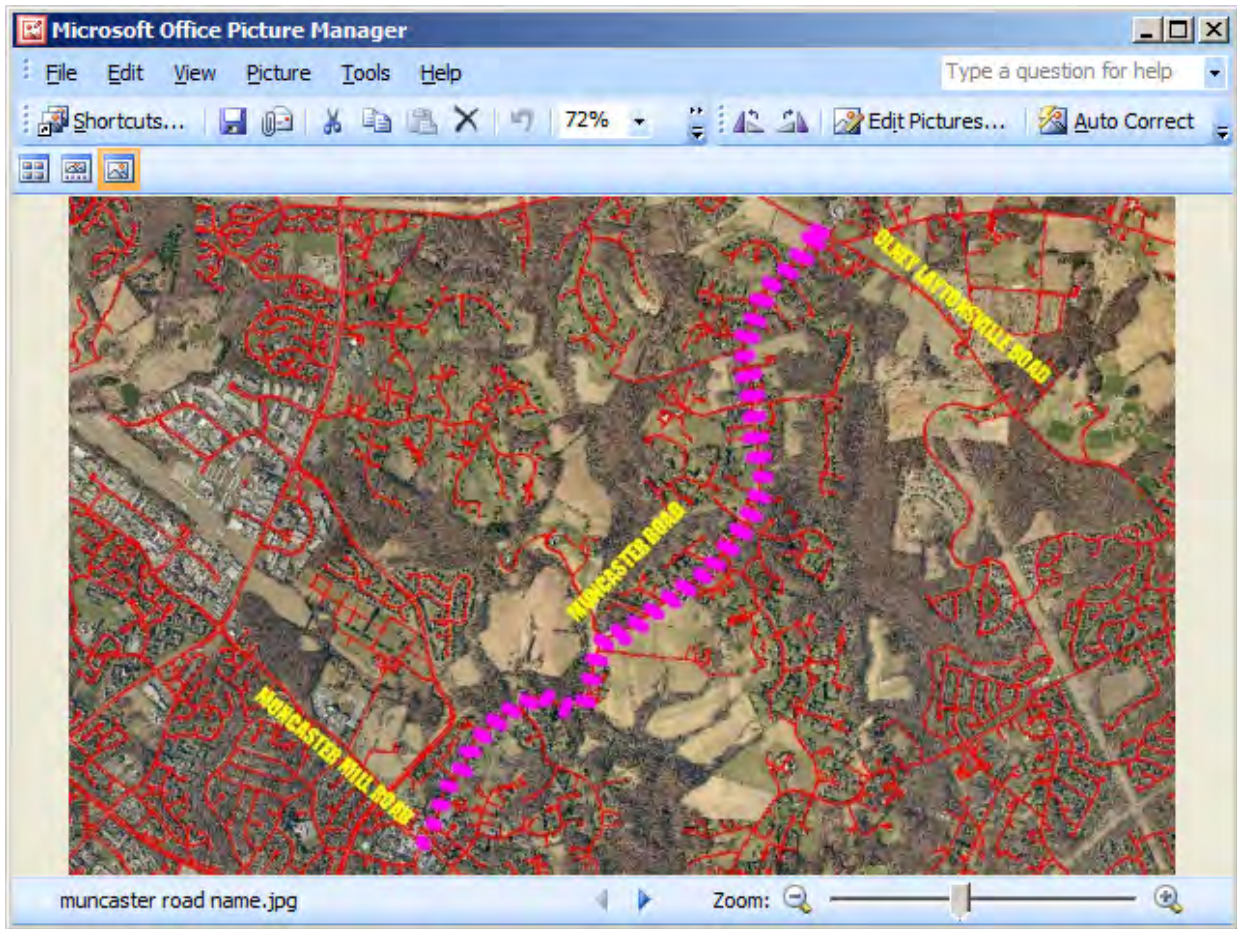 Microsoft Office Picture Manager
File Edit View Picture Tools Help
Type a question for help
Shortcuts... 72% Edit Pictures... Auto Correct
OLNEY LAYTONSVILLE ROAD
MUNCASTER ROAD
MUNCASTER MILL ROAD
muncaster road name.jpg
Zoom: